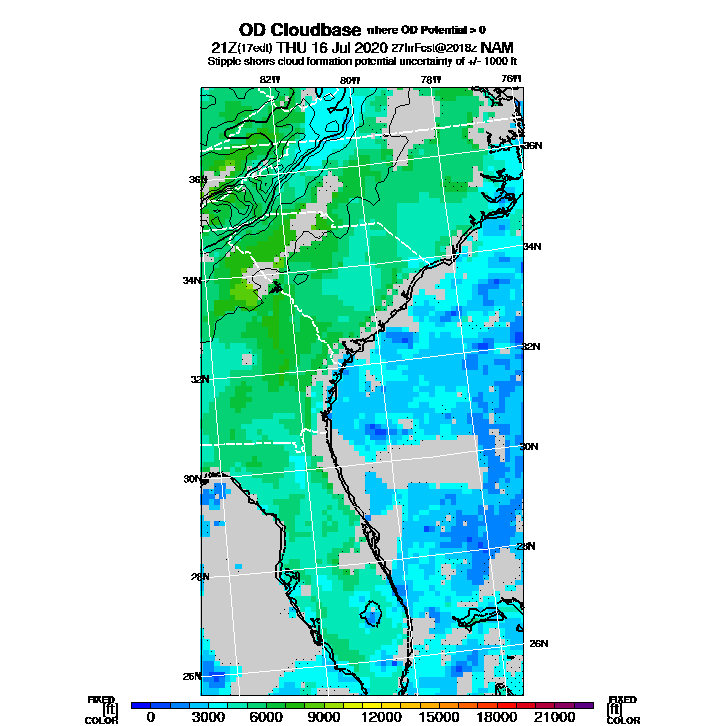 OD Cloudbase where OD Potential > 0
21Z(17edt) THU 16 Jul 2020 27hrFcst@2018z NAM
Stipple shows cloud formation potential uncertainty of +/- 1000 ft
82W 80W 78W 76W
36N
36N
34N
34N
32N
32N
30N
30N
28N
28N
26N
26N
FIXED [ft] COLOR
0 3000 6000 9000 12000 15000 18000 21000
FIXED [ft] COLOR